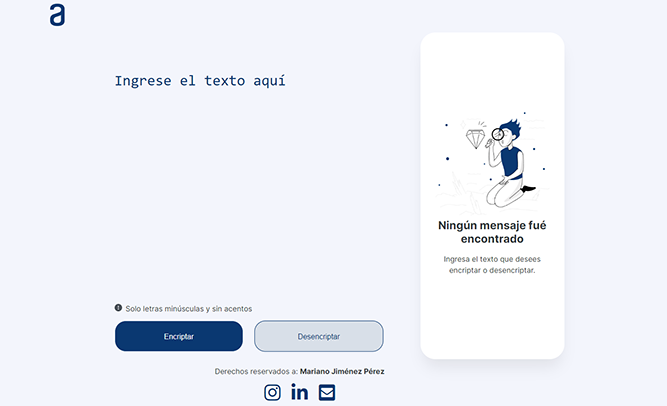 a
Ingrese el texto aquí
Ningún mensaje fué
encontrado
Ingresa el texto que desees
encriptar o desencriptar.
Solo letras minúsculas y sin acentos
Encriptar
Desencriptar
Derechos reservados a: Mariano Jiménez Pérez
in